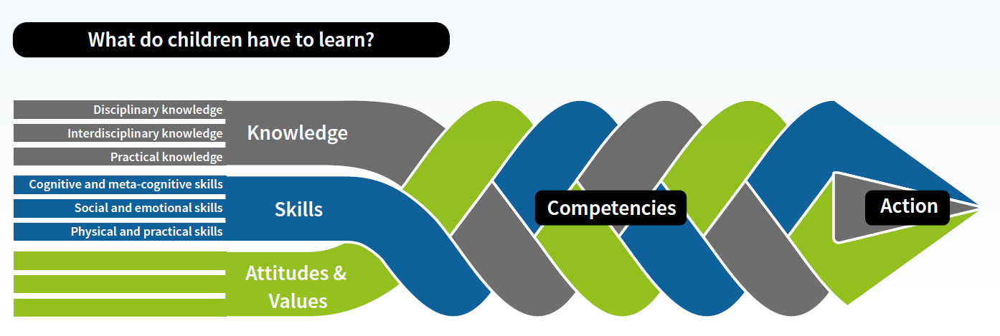 What do children have to learn?
Disciplinary knowledge
Interdisciplinary knowledge
Practical knowledge
Knowledge
Cognitive and meta-cognitive skills
Social and emotional skills
Physical and practical skills
Skills
Attitudes &
Values
Competencies
Action